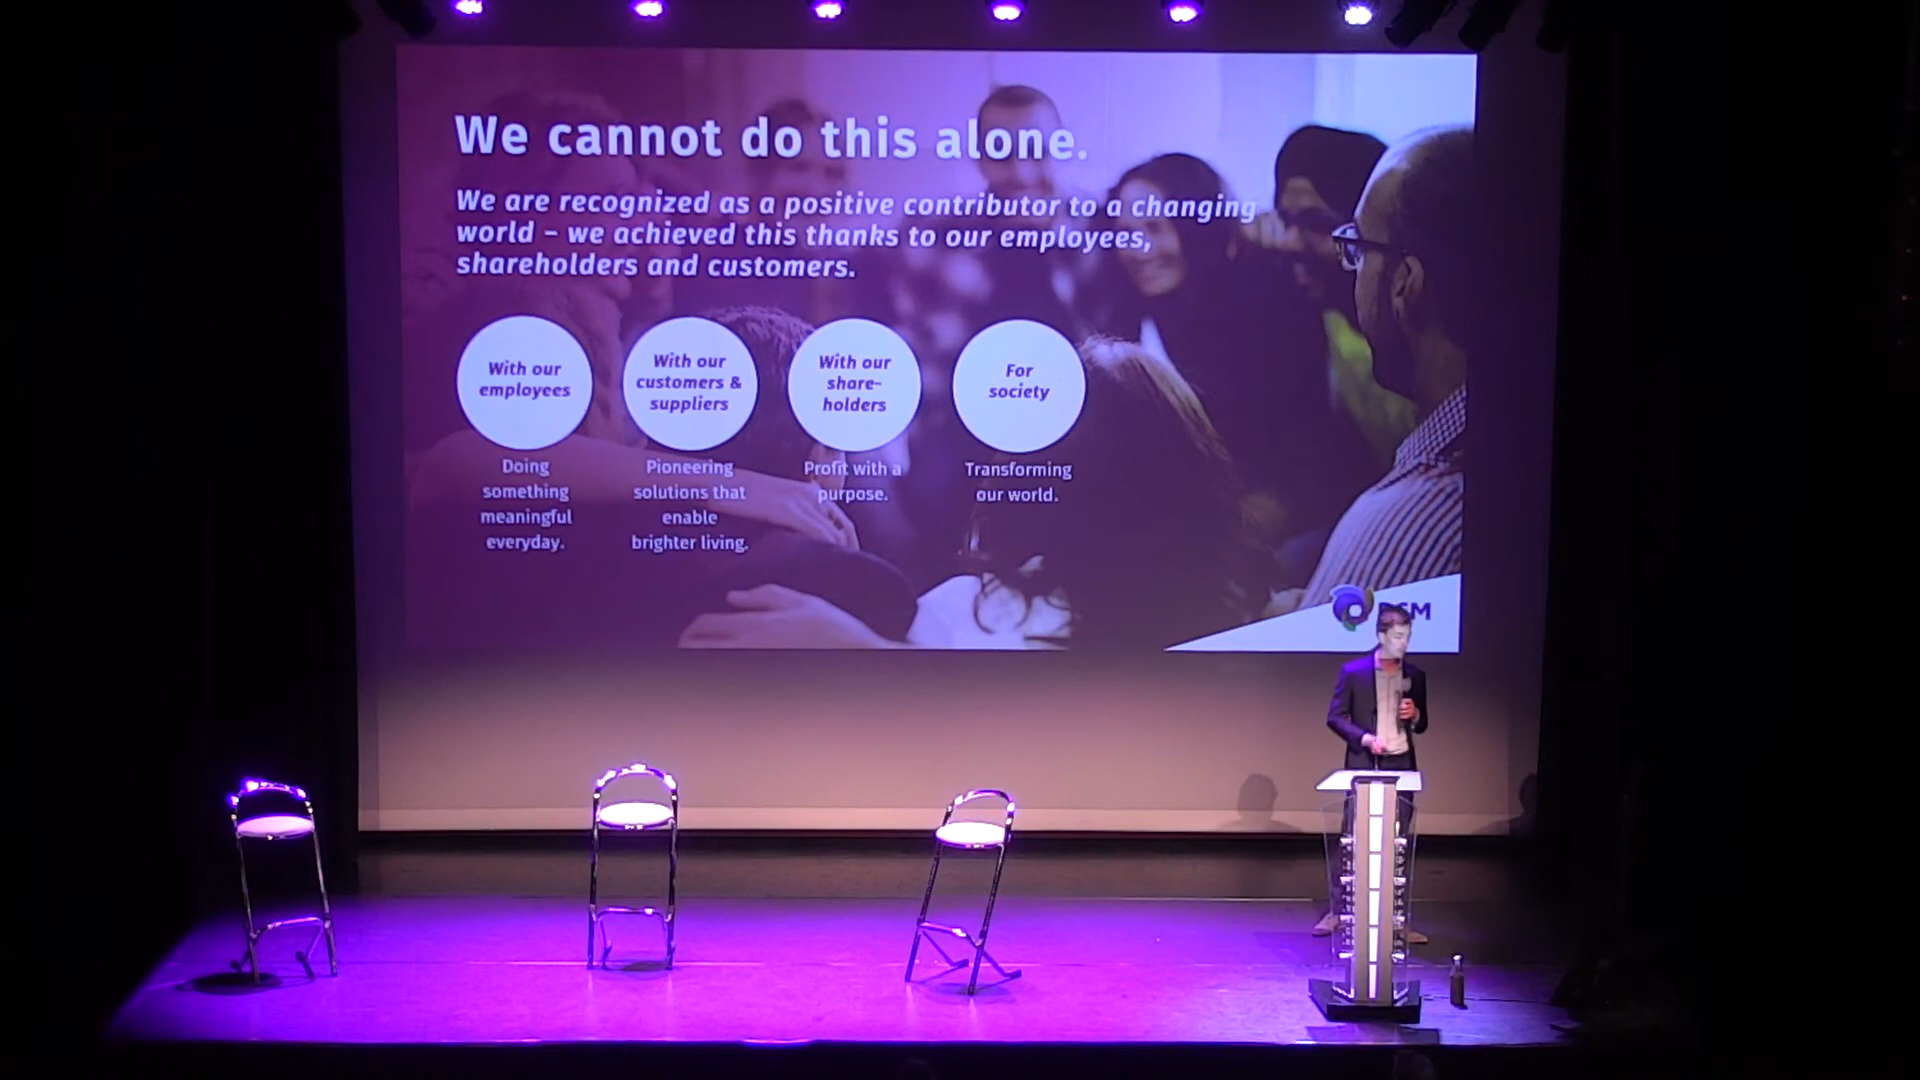 We cannot do this alone.
We are recognized as a positive contributor to a changing
world – we achieved this thanks to our employees,
shareholders and customers.
With our
employees
With our
customers &
suppliers
With our
share-
holders
For
society
Doing
something
meaningful
everyday.
Pioneering
solutions that
enable
brighter living.
Profit with a
purpose.
Transforming
our world.
DSM